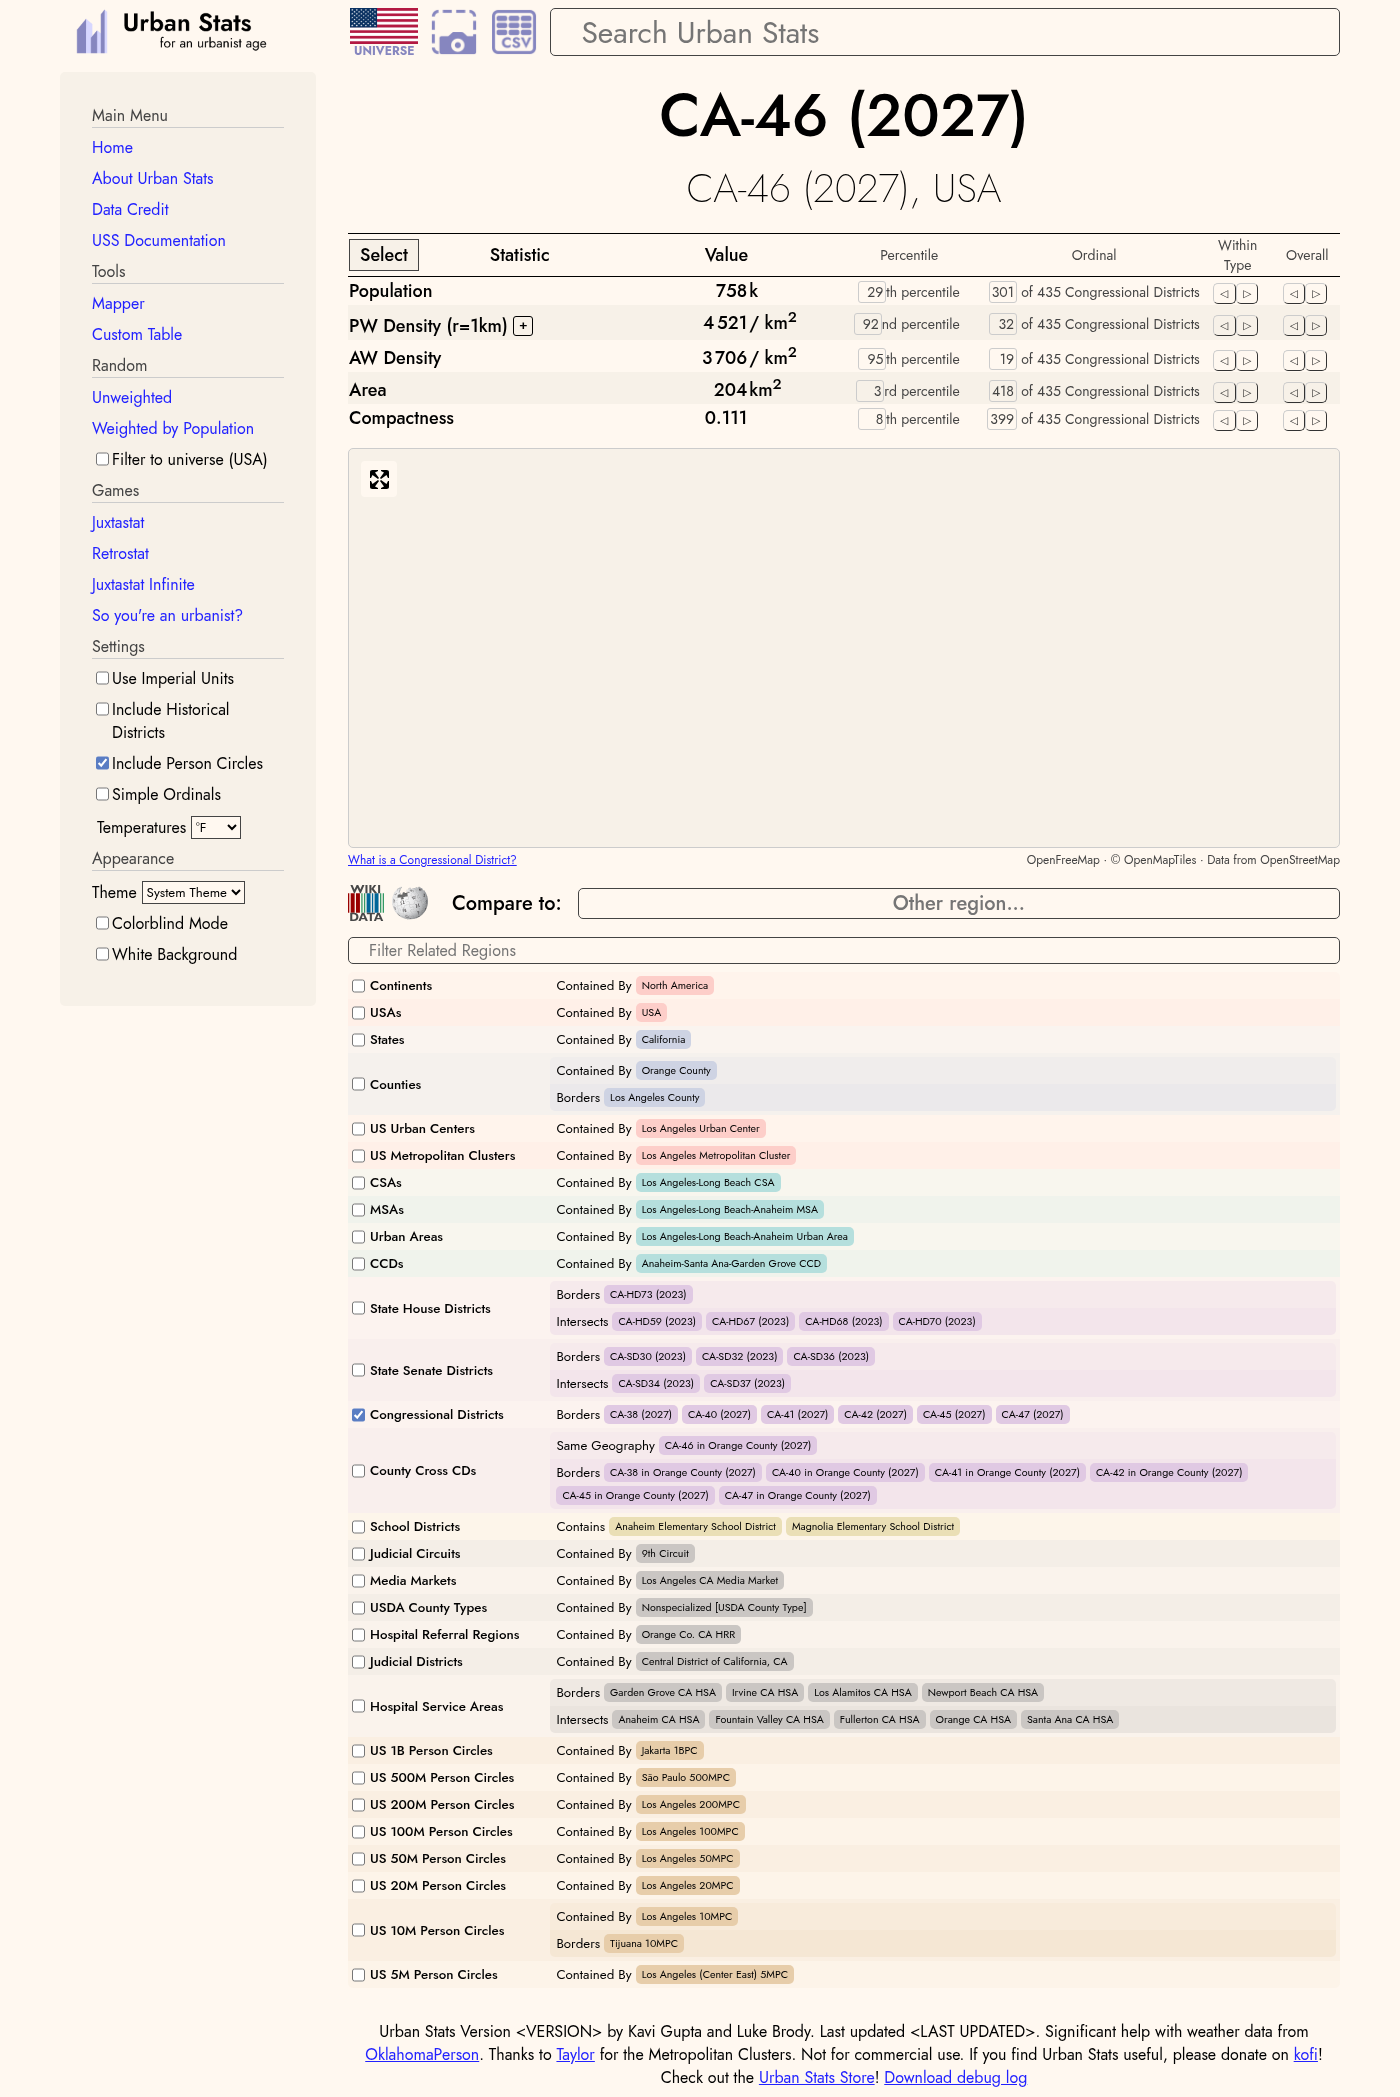 Urban Stats
for an urbanist age
UNIVERSE
CSV
Search Urban Stats
Main Menu
Home
About Urban Stats
Data Credit
USS Documentation
Tools
Mapper
Custom Table
Random
Unweighted
Weighted by Population
Filter to universe (USA)
Games
Juxtastat
Retrostat
Juxtastat Infinite
So you're an urbanist?
Settings
Use Imperial Units
Include Historical
Districts
Include Person Circles
Simple Ordinals
Temperatures °F
Appearance
Theme System Theme
Colorblind Mode
White Background
CA-46 (2027)
CA-46 (2027), USA
Select Statistic Value Percentile Ordinal Within Type Overall
Population 758 k 29th percentile 301 of 435 Congressional Districts ◁ ▷ ◁ ▷
PW Density (r=1km) + 4 521 / km² 92nd percentile 32 of 435 Congressional Districts ◁ ▷ ◁ ▷
AW Density 3 706 / km² 95th percentile 19 of 435 Congressional Districts ◁ ▷ ◁ ▷
Area 204 km² 3rd percentile 418 of 435 Congressional Districts ◁ ▷ ◁ ▷
Compactness 0.111 8th percentile 399 of 435 Congressional Districts ◁ ▷ ◁ ▷
What is a Congressional District? OpenFreeMap · © OpenMapTiles · Data from OpenStreetMap
WIKI
DATA
Compare to: Other region...
Filter Related Regions
Continents Contained By North America
USAs Contained By USA
States Contained By California
Counties Contained By Orange County
Borders Los Angeles County
US Urban Centers Contained By Los Angeles Urban Center
US Metropolitan Clusters Contained By Los Angeles Metropolitan Cluster
CSAs Contained By Los Angeles-Long Beach CSA
MSAs Contained By Los Angeles-Long Beach-Anaheim MSA
Urban Areas Contained By Los Angeles-Long Beach-Anaheim Urban Area
CCDs Contained By Anaheim-Santa Ana-Garden Grove CCD
State House Districts Borders CA-HD73 (2023)
Intersects CA-HD59 (2023) CA-HD67 (2023) CA-HD68 (2023) CA-HD70 (2023)
State Senate Districts Borders CA-SD30 (2023) CA-SD32 (2023) CA-SD36 (2023)
Intersects CA-SD34 (2023) CA-SD37 (2023)
Congressional Districts Borders CA-38 (2027) CA-40 (2027) CA-41 (2027) CA-42 (2027) CA-45 (2027) CA-47 (2027)
County Cross CDs Same Geography CA-46 in Orange County (2027)
Borders CA-38 in Orange County (2027) CA-40 in Orange County (2027) CA-41 in Orange County (2027) CA-42 in Orange County (2027)
CA-45 in Orange County (2027) CA-47 in Orange County (2027)
School Districts Contains Anaheim Elementary School District Magnolia Elementary School District
Judicial Circuits Contained By 9th Circuit
Media Markets Contained By Los Angeles CA Media Market
USDA County Types Contained By Nonspecialized [USDA County Type]
Hospital Referral Regions Contained By Orange Co. CA HRR
Judicial Districts Contained By Central District of California, CA
Hospital Service Areas Borders Garden Grove CA HSA Irvine CA HSA Los Alamitos CA HSA Newport Beach CA HSA
Intersects Anaheim CA HSA Fountain Valley CA HSA Fullerton CA HSA Orange CA HSA Santa Ana CA HSA
US 1B Person Circles Contained By Jakarta 1BPC
US 500M Person Circles Contained By São Paulo 500MPC
US 200M Person Circles Contained By Los Angeles 200MPC
US 100M Person Circles Contained By Los Angeles 100MPC
US 50M Person Circles Contained By Los Angeles 50MPC
US 20M Person Circles Contained By Los Angeles 20MPC
US 10M Person Circles Contained By Los Angeles 10MPC
Borders Tijuana 10MPC
US 5M Person Circles Contained By Los Angeles (Center East) 5MPC
Urban Stats Version <VERSION> by Kavi Gupta and Luke Brody. Last updated <LAST UPDATED>. Significant help with weather data from
OklahomaPerson. Thanks to Taylor for the Metropolitan Clusters. Not for commercial use. If you find Urban Stats useful, please donate on kofi!
Check out the Urban Stats Store! Download debug log